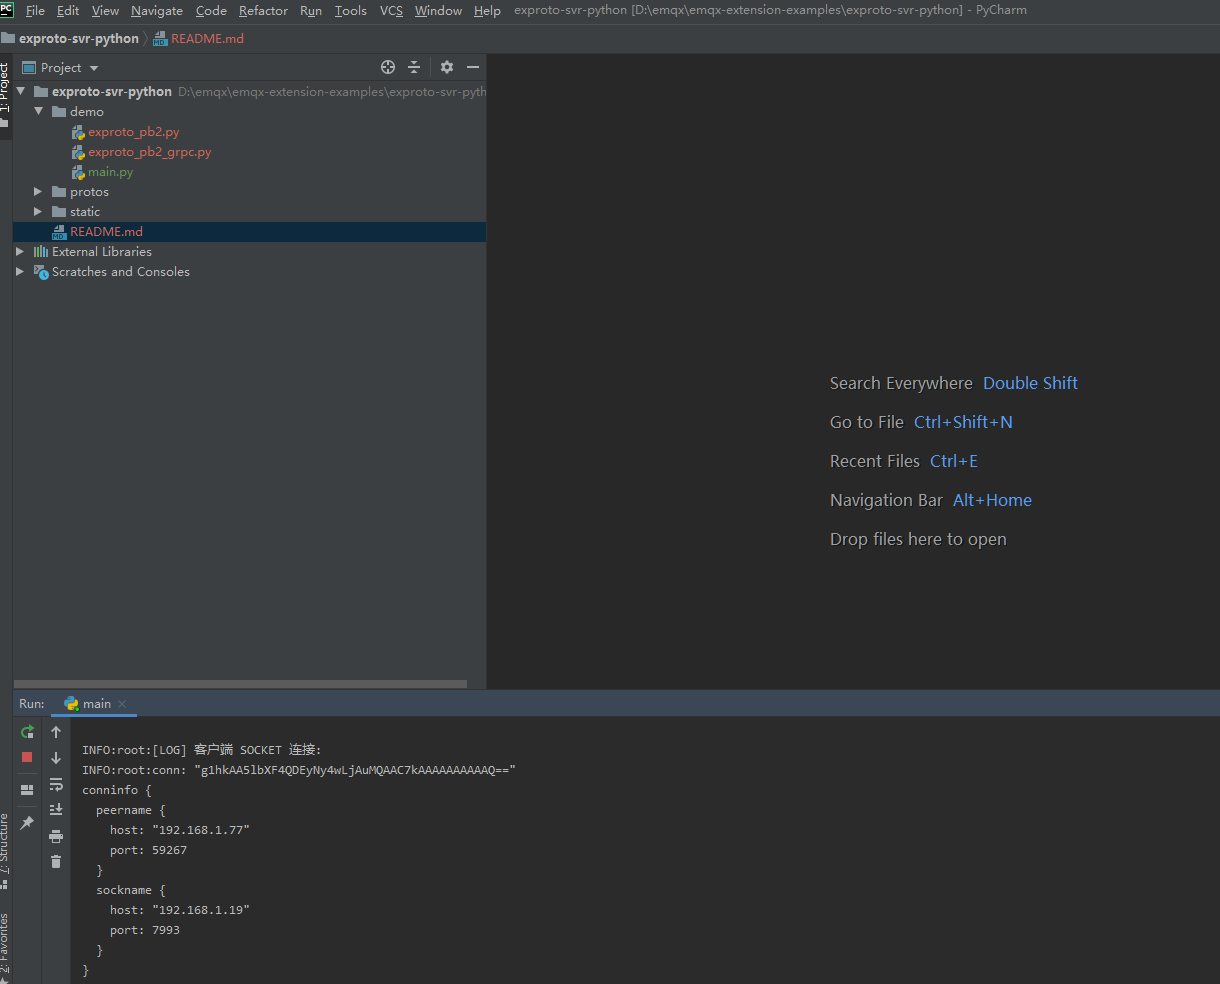 PC File Edit View Navigate Code Refactor Run Tools VCS Window Help exproto-svr-python [D:\emqx\emqx-extension-examples\exproto-svr-python] - PyCharm
exproto-svr-python README.md
1: Project
Project
exproto-svr-python D:\emqx\emqx-extension-examples\exproto-svr-pyth
demo
exproto_pb2.py
exproto_pb2_grpc.py
main.py
protos
static
README.md
External Libraries
Scratches and Consoles
Search Everywhere Double Shift
Go to File Ctrl+Shift+N
Recent Files Ctrl+E
Navigation Bar Alt+Home
Drop files here to open
Run: main
7: Structure
2: Favorites
INFO:root:[LOG] 客户端 SOCKET 连接:
INFO:root:conn: "g1hkAA5lbXF4QDEyNy4wLjAuMQAAC7kAAAAAAAAAAQ=="
conninfo {
peername {
host: "192.168.1.77"
port: 59267
}
sockname {
host: "192.168.1.19"
port: 7993
}
}